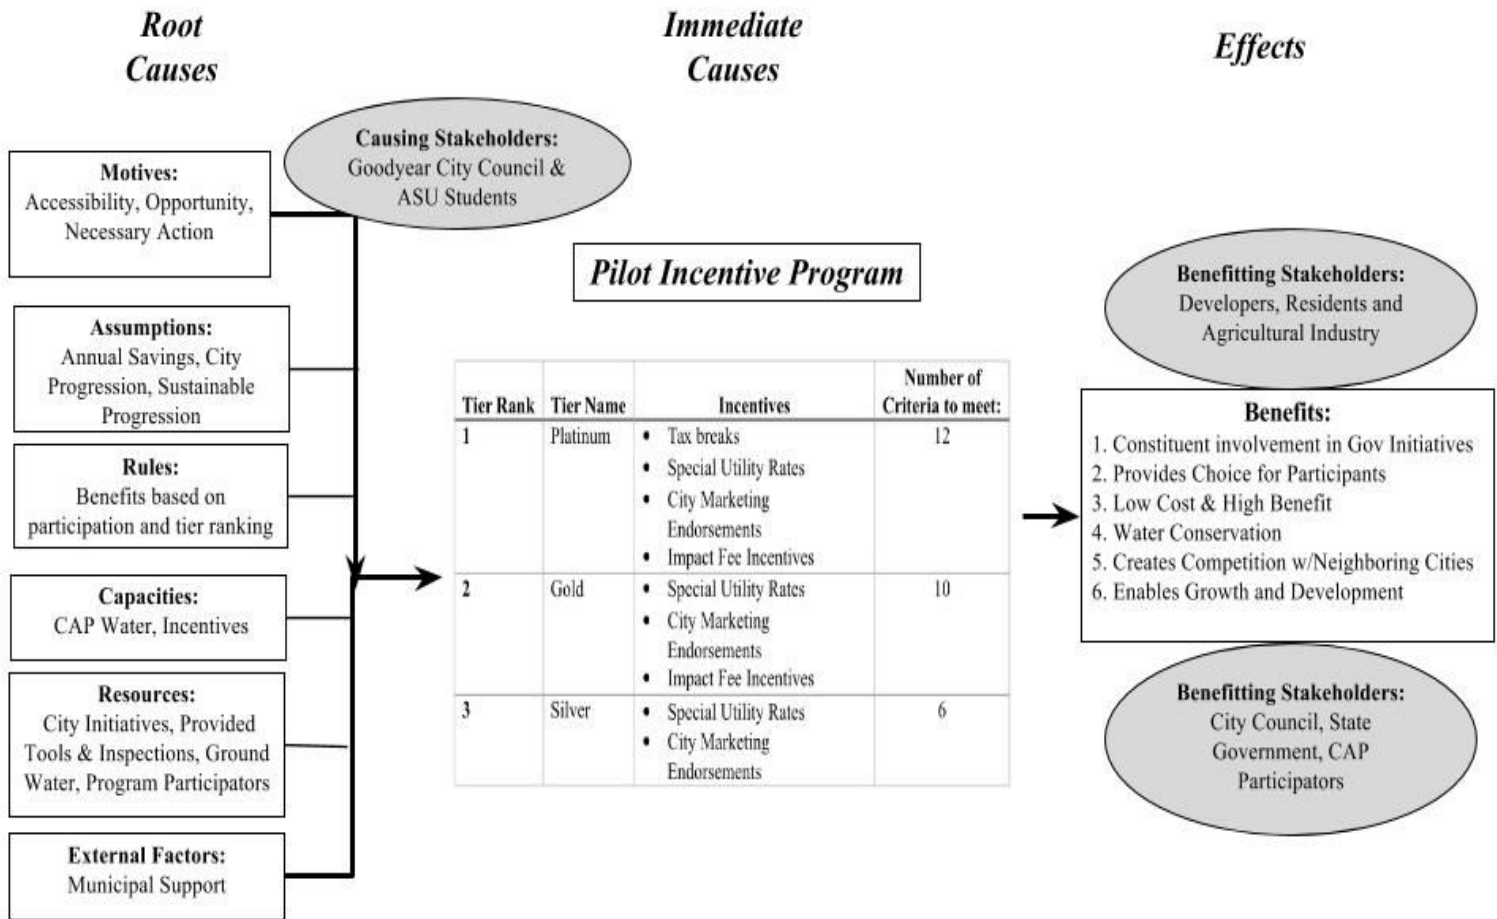 Root
Causes
Immediate
Causes
Effects
Causing Stakeholders:
Goodyear City Council &
ASU Students
Motives:
Accessibility, Opportunity,
Necessary Action
Assumptions:
Annual Savings, City
Progression, Sustainable
Progression
Rules:
Benefits based on
participation and tier ranking
Capacities:
CAP Water, Incentives
Resources:
City Initiatives, Provided
Tools & Inspections, Ground
Water, Program Participators
External Factors:
Municipal Support
Pilot Incentive Program
Number of
Tier Rank Tier Name Incentives Criteria to meet:
1 Platinum • Tax breaks 12
• Special Utility Rates
• City Marketing
Endorsements
• Impact Fee Incentives
2 Gold • Special Utility Rates 10
• City Marketing
Endorsements
• Impact Fee Incentives
3 Silver • Special Utility Rates 6
• City Marketing
Endorsements
Benefitting Stakeholders:
Developers, Residents and
Agricultural Industry
Benefits:
1. Constituent involvement in Gov Initiatives
2. Provides Choice for Participants
3. Low Cost & High Benefit
4. Water Conservation
5. Creates Competition w/Neighboring Cities
6. Enables Growth and Development
Benefitting Stakeholders:
City Council, State
Government, CAP
Participators